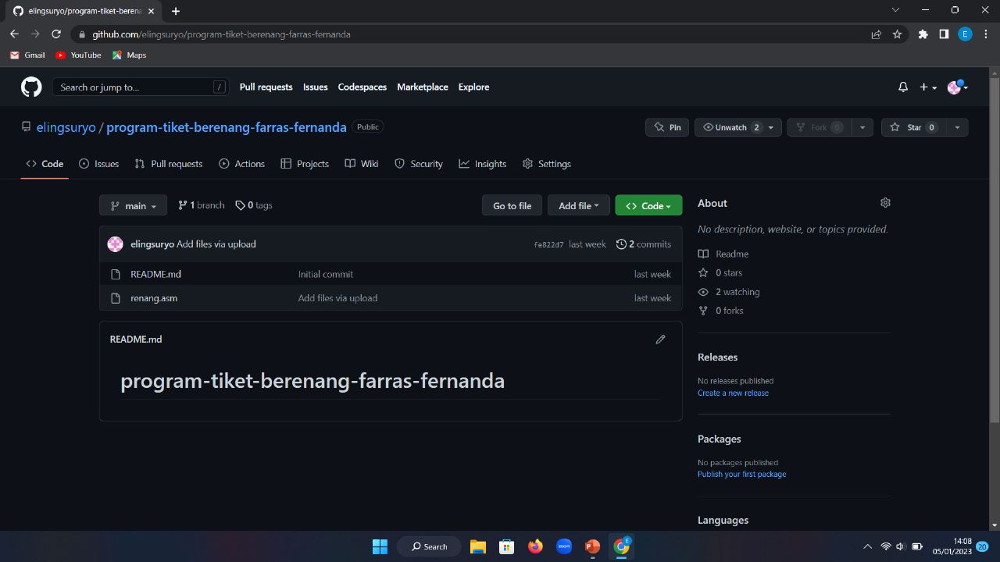 elingsuryo/program-tiket-berena
github.com/elingsuryo/program-tiket-berenang-farras-fernanda
E
Gmail YouTube Maps
Search or jump to... / Pull requests Issues Codespaces Marketplace Explore
elingsuryo / program-tiket-berenang-farras-fernanda Public
Pin Unwatch 2 Fork 0 Star 0
Code Issues Pull requests Actions Projects Wiki Security Insights Settings
main 1 branch 0 tags Go to file Add file Code
elingsuryo Add files via upload fe822d7 last week 2 commits
README.md Initial commit last week
renang.asm Add files via upload last week
README.md
program-tiket-berenang-farras-fernanda
About
No description, website, or topics provided.
Readme
0 stars
2 watching
0 forks
Releases
No releases published
Create a new release
Packages
No packages published
Publish your first package
Languages
Search zoom P E
14:08
05/01/2023 20